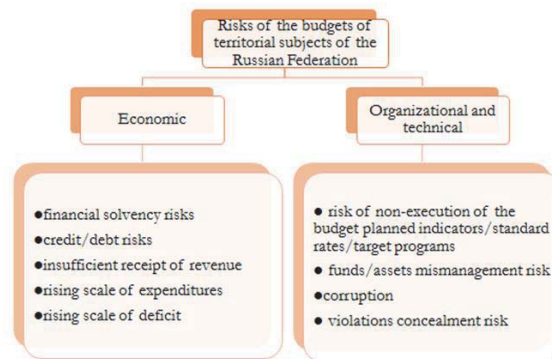 Risks of the budgets of
territorial subjects of the
Russian Federation
Economic
Organizational and
technical
●financial solvency risks
●credit/debt risks
●insufficient receipt of revenue
●rising scale of expenditures
●rising scale of deficit
● risk of non-execution of the
budget planned indicators/standard
rates/target programs
● funds/assets mismanagement risk
●corruption
● violations concealment risk